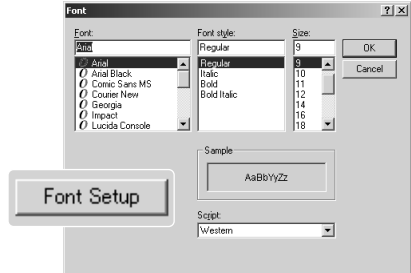 Font
Font: Font style: Size:
Arial Regular 9 OK
Arial Regular 9 Cancel
Arial Black Italic 10
Comic Sans MS Bold 11
Courier New Bold Italic 12
Georgia 14
Impact 16
Lucida Console 18
Sample
AaBbYyZz
Font Setup
Script:
Western